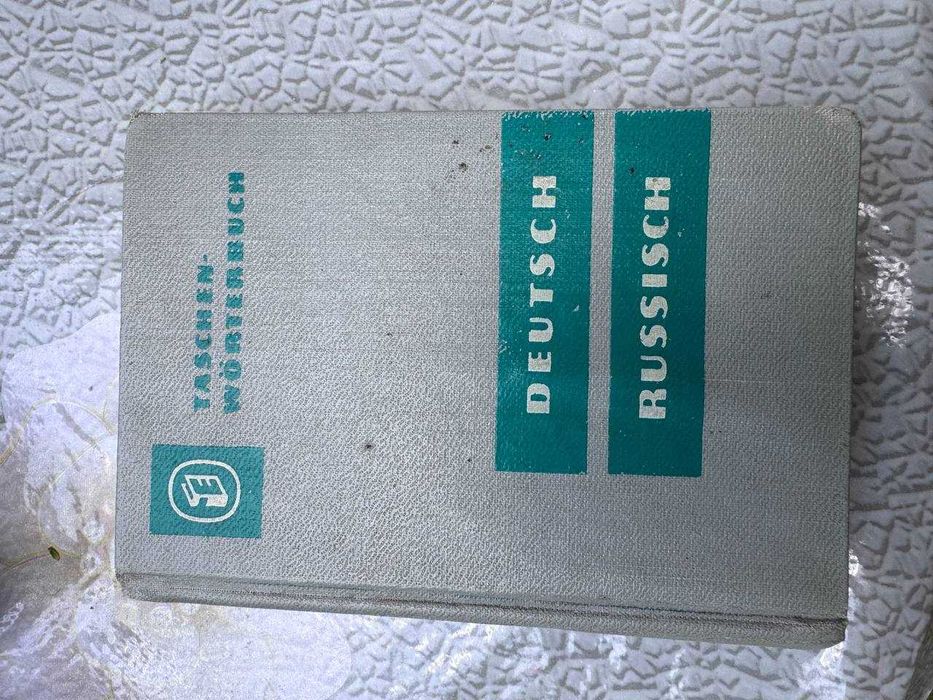 TASCHEN-
WÖRTERBUCH
DEUTSCH
RUSSISCH